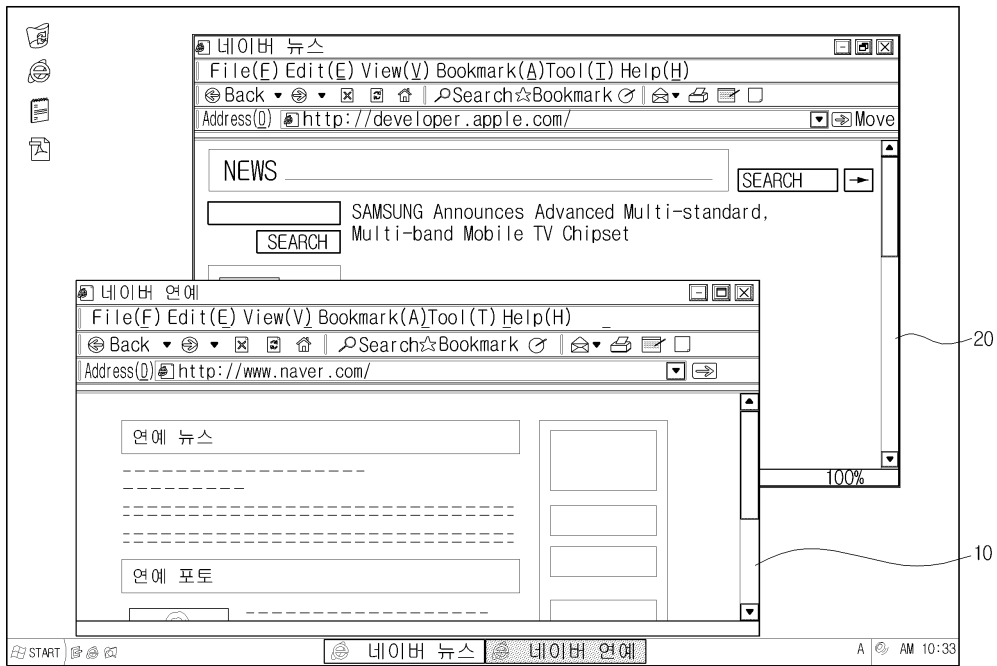 네이버 뉴스
File(F) Edit(E) View(V) Bookmark(A)Tool(T) Help(H)
Back Search Bookmark
Address(D) http://developer.apple.com/ Move
NEWS
SEARCH
SAMSUNG Announces Advanced Multi-standard,
SEARCH Multi-band Mobile TV Chipset
네이버 연예
File(F) Edit(E) View(V) Bookmark(A)Tool(T) Help(H)
Back Search Bookmark
20
Address(D) http://www.naver.com/
연예 뉴스
100%
10
연예 포토
START 네이버 뉴스 네이버 연예 A AM 10:33